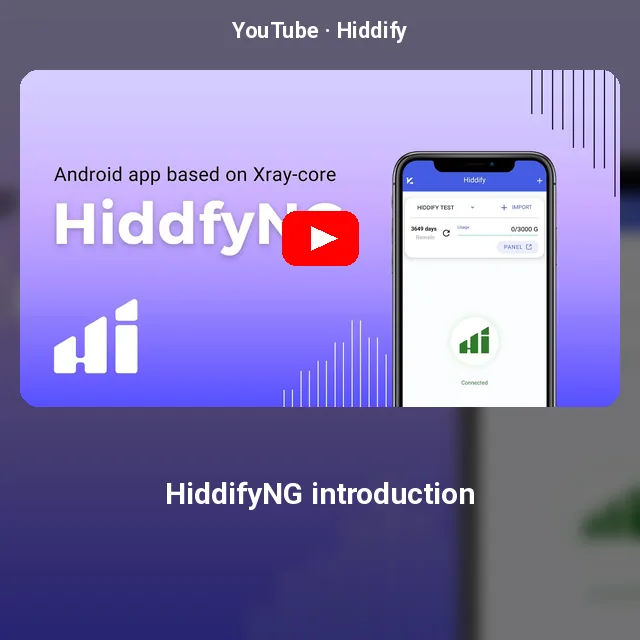 YouTube · Hiddify
Android app based on Xray-core
HiddfyNG
Hiddify
+
HIDDIFY TEST
+ IMPORT
3649 days
Remain
Usage
0/3000 G
PANEL
Connected
HiddifyNG introduction